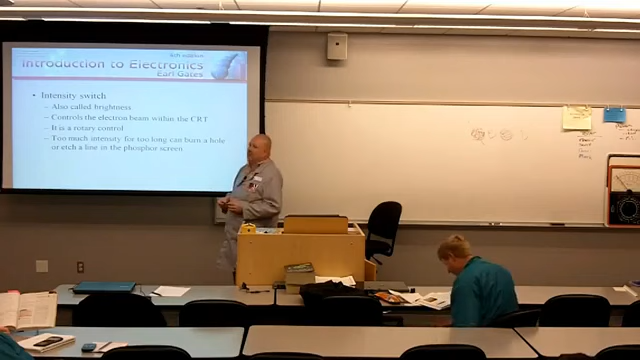 Introduction to Electronics
Earl Gates
• Intensity switch
– Also called brightness
– Controls the electron beam within the CRT
– It is a rotary control
– Too much intensity for too long can burn a hole
or etch a line in the phosphor screen